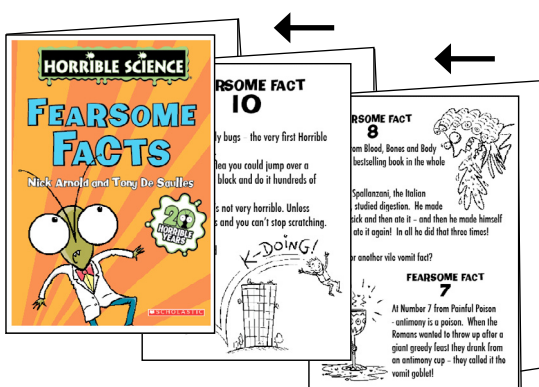 HORRIBLE SCIENCE
FEARSOME
FACTS
Nick Arnold and Tony De Saulles
20
HORRIBLE
YEARS
SCHOLASTIC
RSOME FACT
10
ly bugs - the very first Horrible
lea you could jump over a
block and do it hundreds of
s not very horrible. Unless
s and you can't stop scratching.
K-DOING!
RSOME FACT
8
om Blood, Bones and Body
bestselling book in the whole
Spallanzani, the Italian
studied digestion. He made
sick and then ate it - and then he made himself
ate it again! In all he did that three times!
or another vile vomit fact?
FEARSOME FACT
7
At Number 7 from Painful Poison
- antimony is a poison. When the
Romans wanted to throw up after a
giant greedy feast they drank from
an antimony cup - they called it the
vomit goblet!